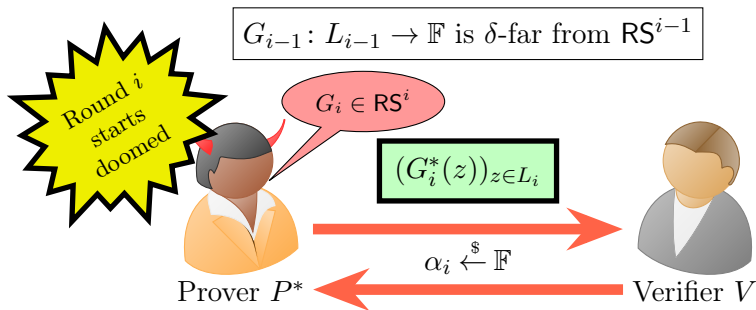 G_{i−1}: L_{i−1} → 𝔽 is δ-far from RS^{i−1}
Round i
starts
doomed
G_i ∈ RS^i
(G_i^*(z))_{z∈L_i}
α_i ←^$ 𝔽
Prover P*
Verifier V